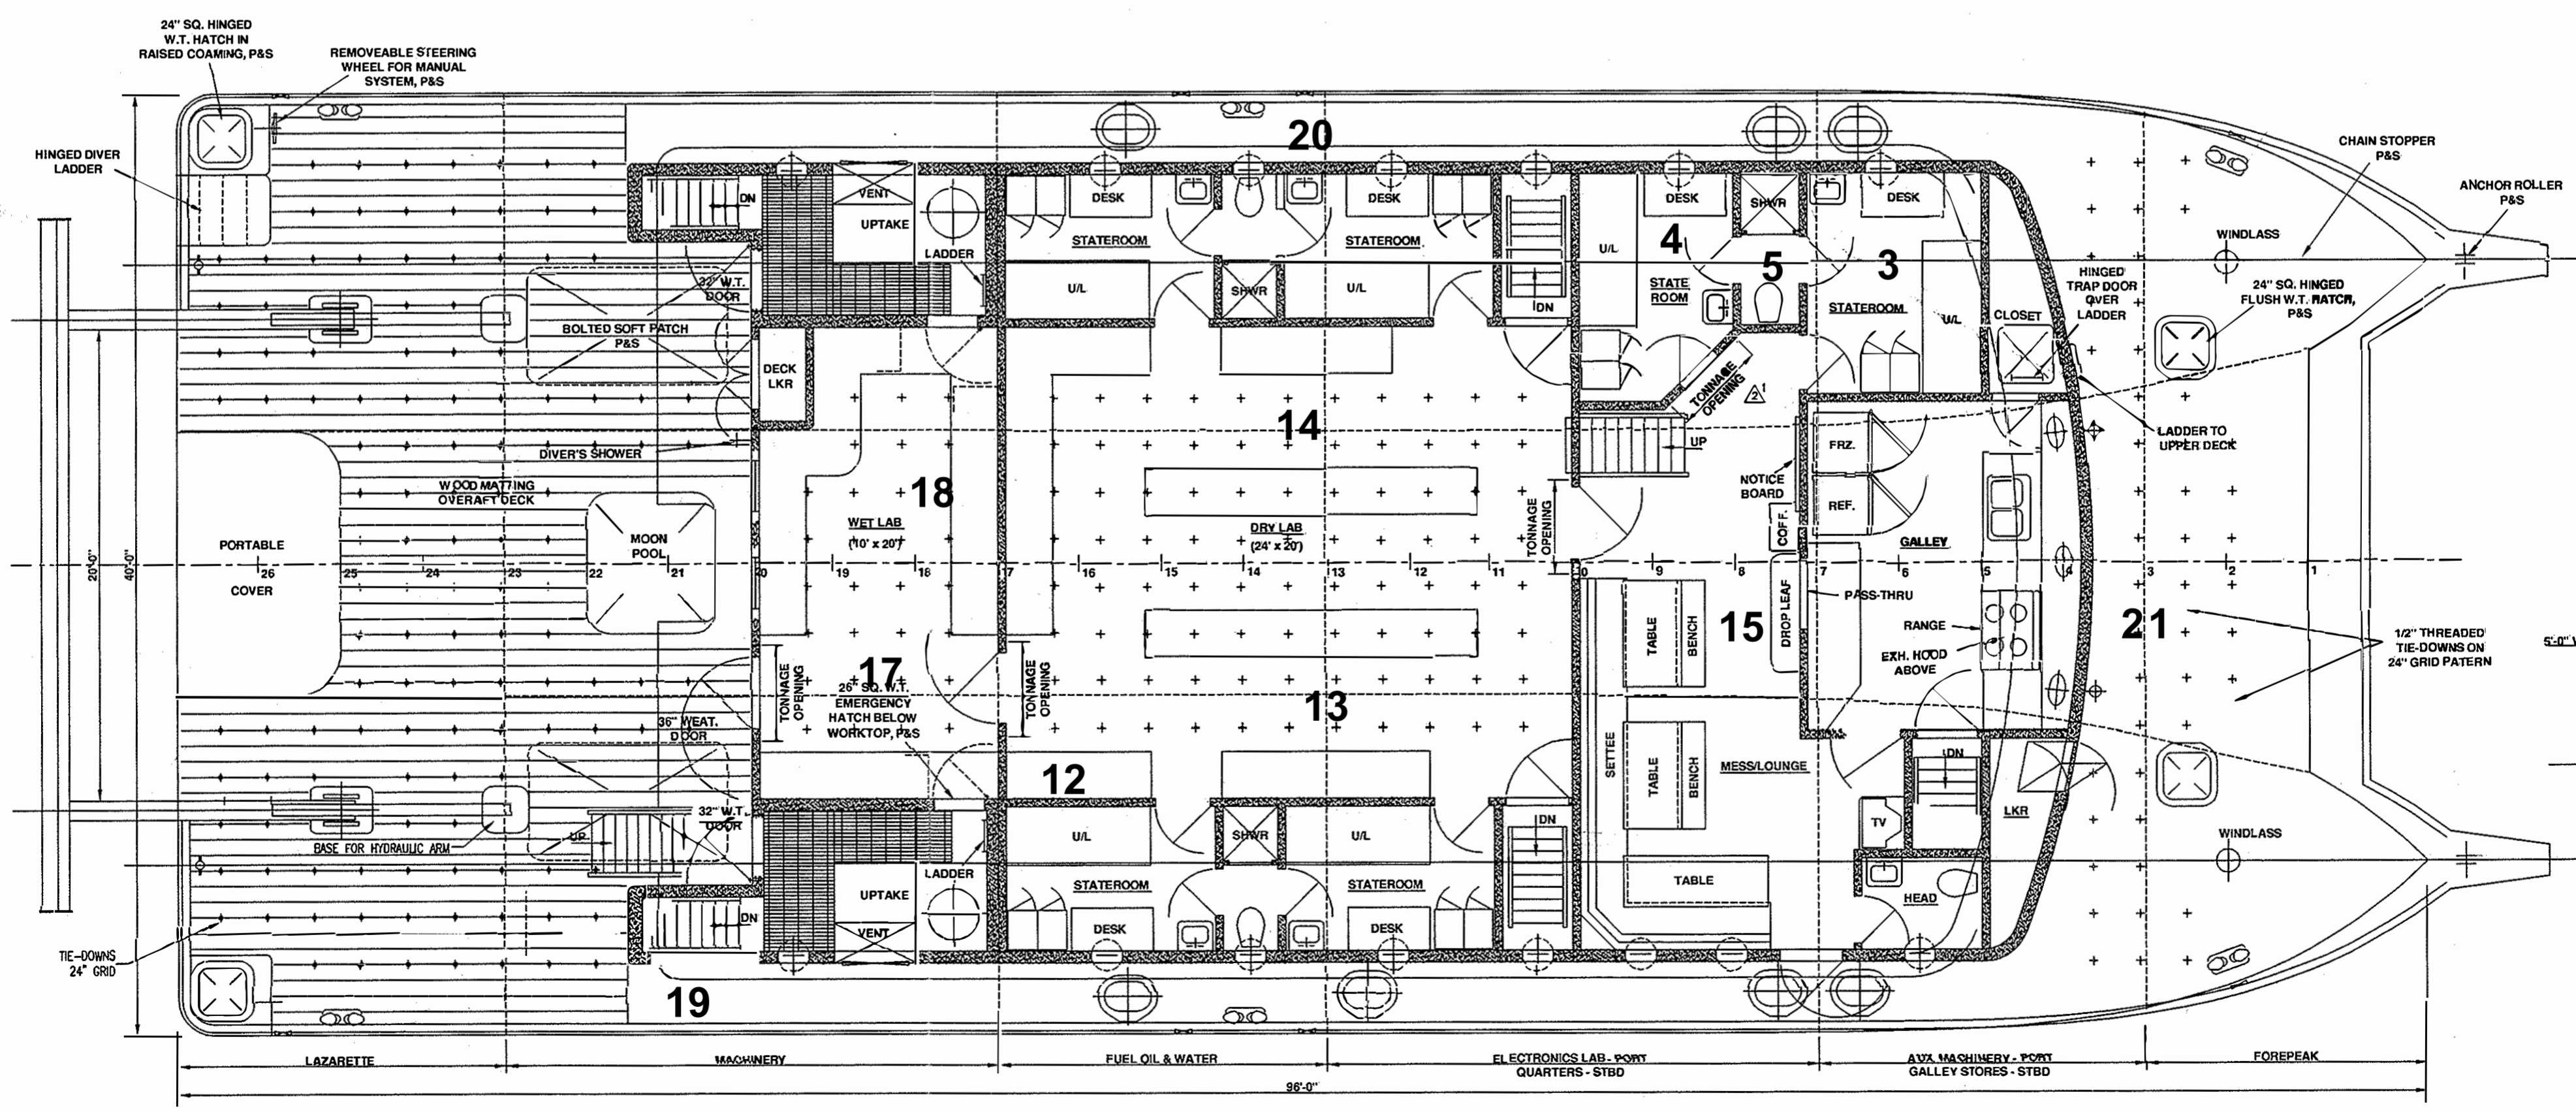 24" SQ. HINGED
W.T. HATCH IN
RAISED COAMING, P&S
REMOVEABLE STEERING
WHEEL FOR MANUAL
SYSTEM, P&S
HINGED DIVER
LADDER
20
CHAIN STOPPER
P&S
ANCHOR ROLLER
P&S
WINDLASS
HINGED
TRAP DOOR
OVER
LADDER
24" SQ. HINGED
FLUSH W.T. HATCH,
P&S
DN
VENT
UPTAKE
LADDER
32" W.T.
DOOR
DESK
STATEROOM
U/L
SHWR
DESK
STATEROOM
U/L
DN
U/L
DESK
4
STATE
ROOM
SHWR
5
3
DESK
STATEROOM
U/L
CLOSET
BOLTED SOFT PATCH
P&S
DECK
LKR
TONNAGE
OPENING
2
1
14
UP
NOTICE
BOARD
FRZ.
REF.
LADDER TO
UPPER DECK
DIVER'S SHOWER
WOOD MATTING
OVERAFT DECK
18
WET LAB
(10' x 20')
DRY LAB
(24' x 20')
TONNAGE
OPENING
COFF.
GALLEY
PORTABLE
COVER
MOON
POOL
20'-0"
40'-0"
26 25 24 23 22 21 20 19 18 17 16 15 14 13 12 11 10 9 8 7 6 5 4 3 2 1
TABLE
BENCH
15
DROP LEAF
PASS-THRU
RANGE
EXH. HOOD
ABOVE
21
1/2" THREADED
TIE-DOWNS ON
24" GRID PATERN
5'-0"
17
TONNAGE
OPENING
26" SQ. W.T.
EMERGENCY
HATCH BELOW
WORKTOP, P&S
TONNAGE
OPENING
13
36" WEAT.
DOOR
12
SETTEE
TABLE
BENCH
MESS/LOUNGE
DN
LKR
TV
WINDLASS
32" W.T.
DOOR
UP
BASE FOR HYDRAULIC ARM
U/L
SHWR
U/L
DN
LADDER
UPTAKE
VENT
STATEROOM
DESK
STATEROOM
DESK
TABLE
HEAD
DN
TIE-DOWNS
24" GRID
19
LAZARETTE
MACHINERY
FUEL OIL & WATER
ELECTRONICS LAB - PORT
QUARTERS - STBD
AUX MACHINERY - PORT
GALLEY STORES - STBD
FOREPEAK
96'-0"